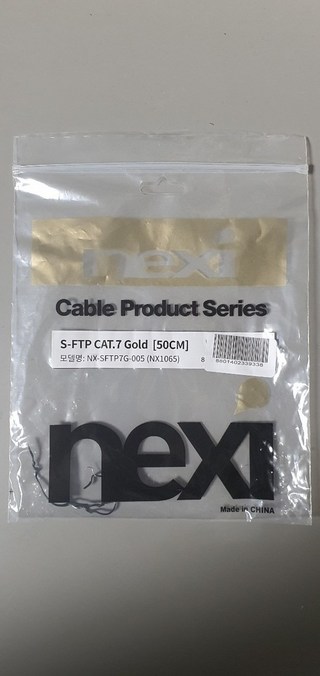 nexi
Cable Product Series
S-FTP CAT.7 Gold [50CM]
모델명: NX-SFTP7G-005 (NX1065)
nexi
Made in CHINA